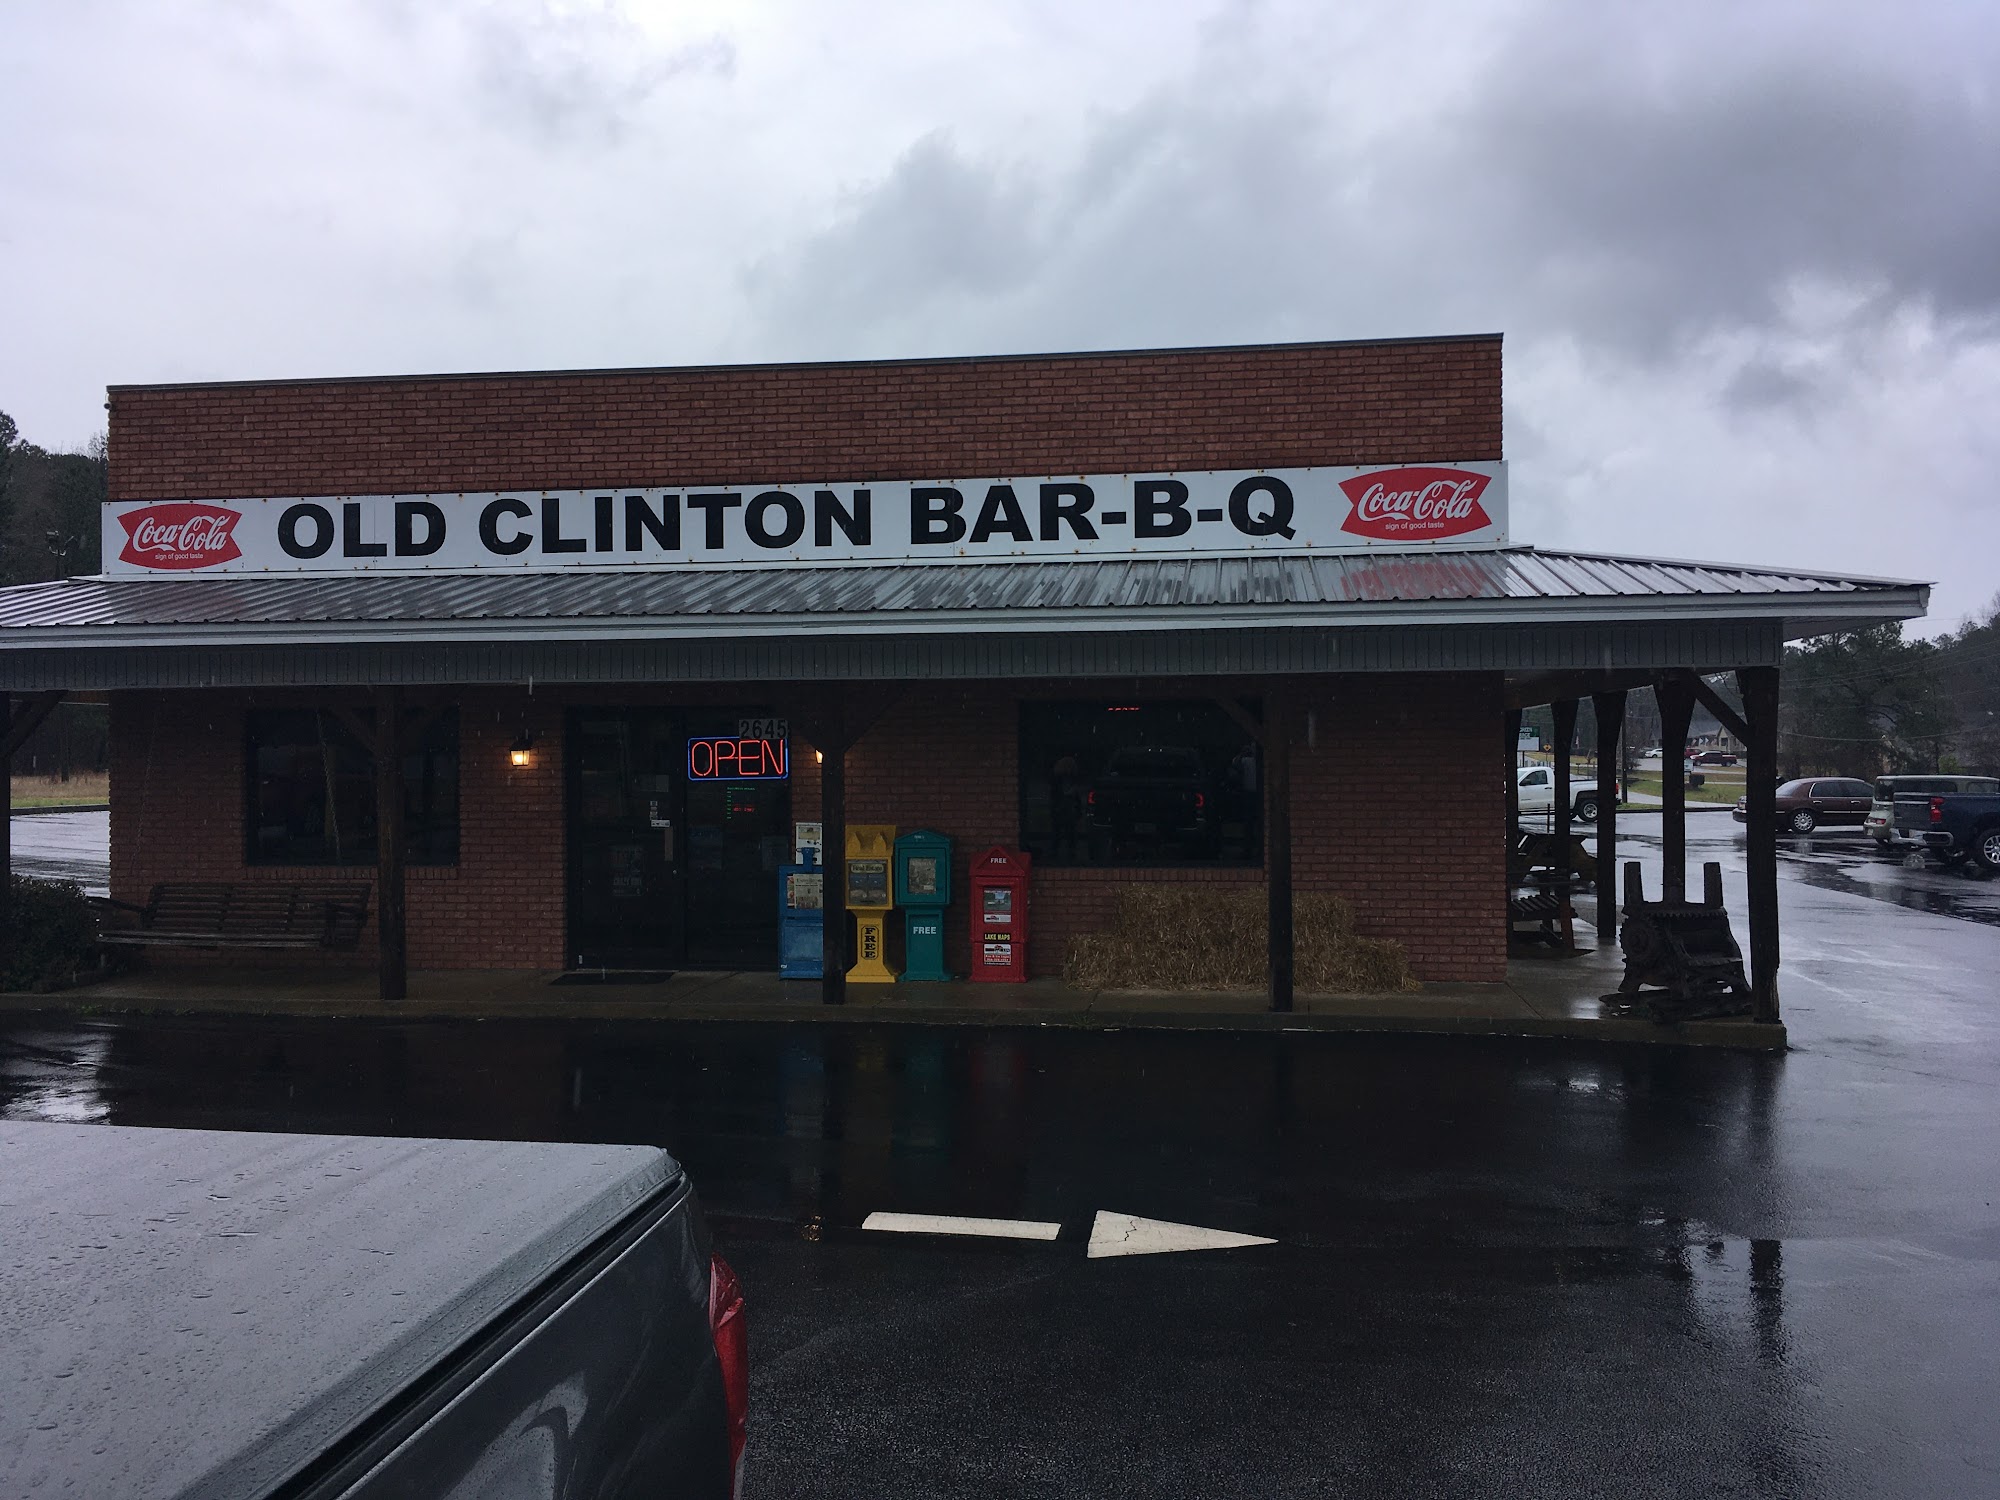 Coca-Cola
sign of good taste
OLD CLINTON BAR-B-Q
Coca-Cola
sign of good taste
2645
OPEN
FREE
FREE
FREE
LAKE MAPS